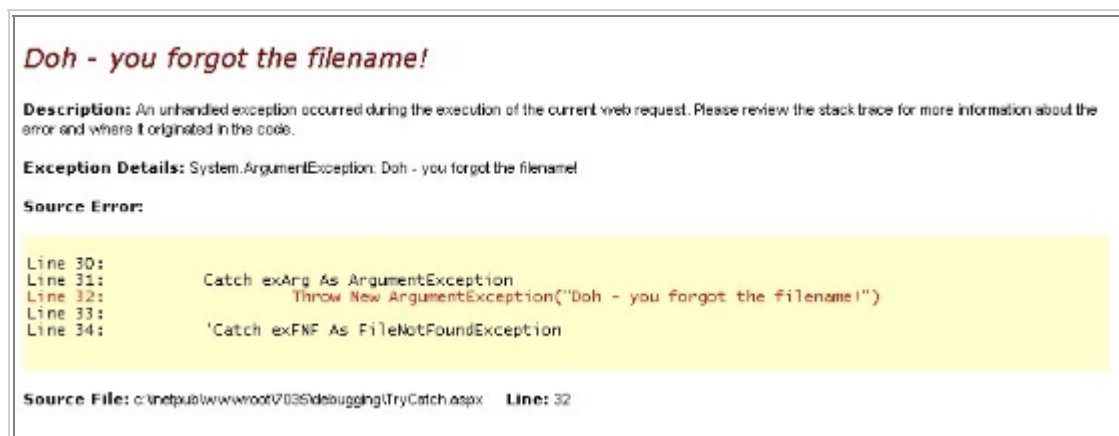 Doh - you forgot the filename!
Description: An unhandled exception occurred during the execution of the current web request. Please review the stack trace for more information about the
error and where it originated in the code.
Exception Details: System.ArgumentException: Doh - you forgot the filename!
Source Error:
Line 30:
Line 31: Catch exArg As ArgumentException
Line 32: Throw New ArgumentException("Doh - you forgot the filename!")
Line 33:
Line 34: 'Catch exFNF As FileNotFoundException
Source File: c:\inetpub\wwwroot\7035\debugging\TryCatch.aspx Line: 32